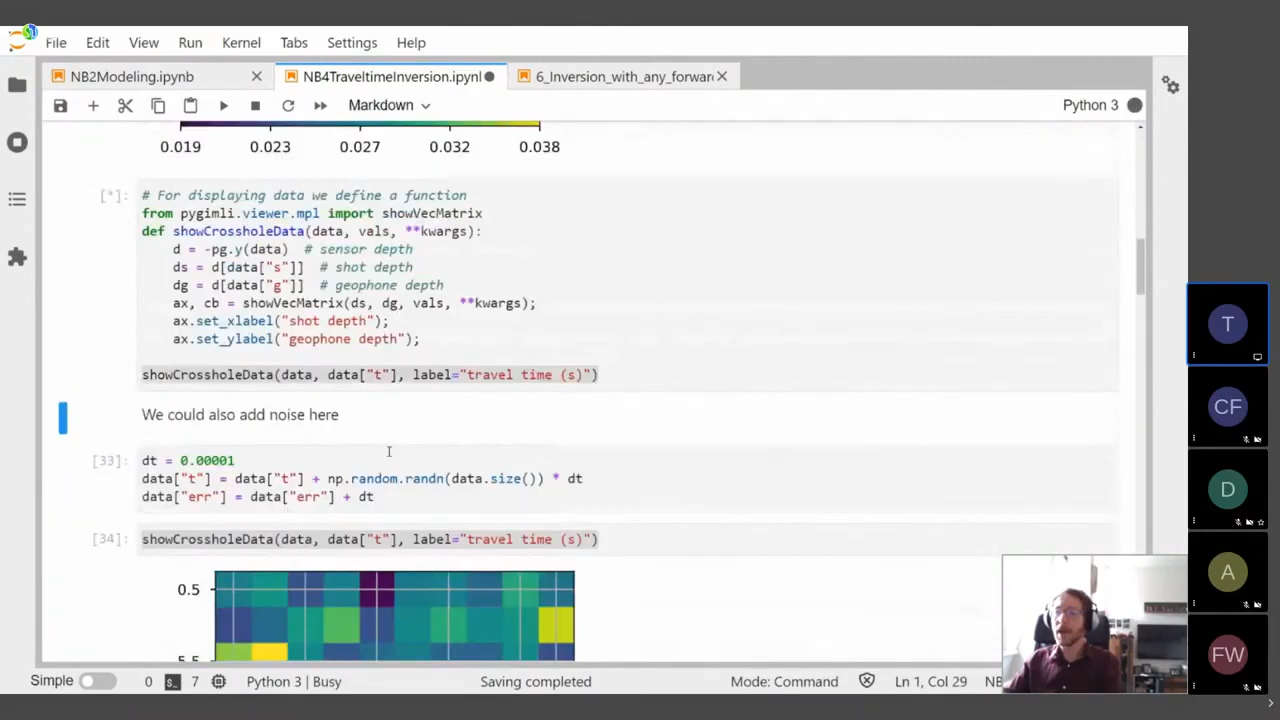 File Edit View Run Kernel Tabs Settings Help
NB2Modeling.ipynb NB4TraveltimeInversion.ipynl 6_Inversion_with_any_forwar
Markdown Python 3
0.019 0.023 0.027 0.032 0.038
[*]: # For displaying data we define a function
from pygimli.viewer.mpl import showVecMatrix
def showCrossholeData(data, vals, **kwargs):
d = -pg.y(data) # sensor depth
ds = d[data["s"]] # shot depth
dg = d[data["g"]] # geophone depth
ax, cb = showVecMatrix(ds, dg, vals, **kwargs);
ax.set_xlabel("shot depth");
ax.set_ylabel("geophone depth");
showCrossholeData(data, data["t"], label="travel time (s)")
We could also add noise here
[33]: dt = 0.00001
data["t"] = data["t"] + np.random.randn(data.size()) * dt
data["err"] = data["err"] + dt
[34]: showCrossholeData(data, data["t"], label="travel time (s)")
0.5
5.5
Simple 0 7 Python 3 | Busy Saving completed Mode: Command Ln 1, Col 29 NB
T
CF
D
A
FW